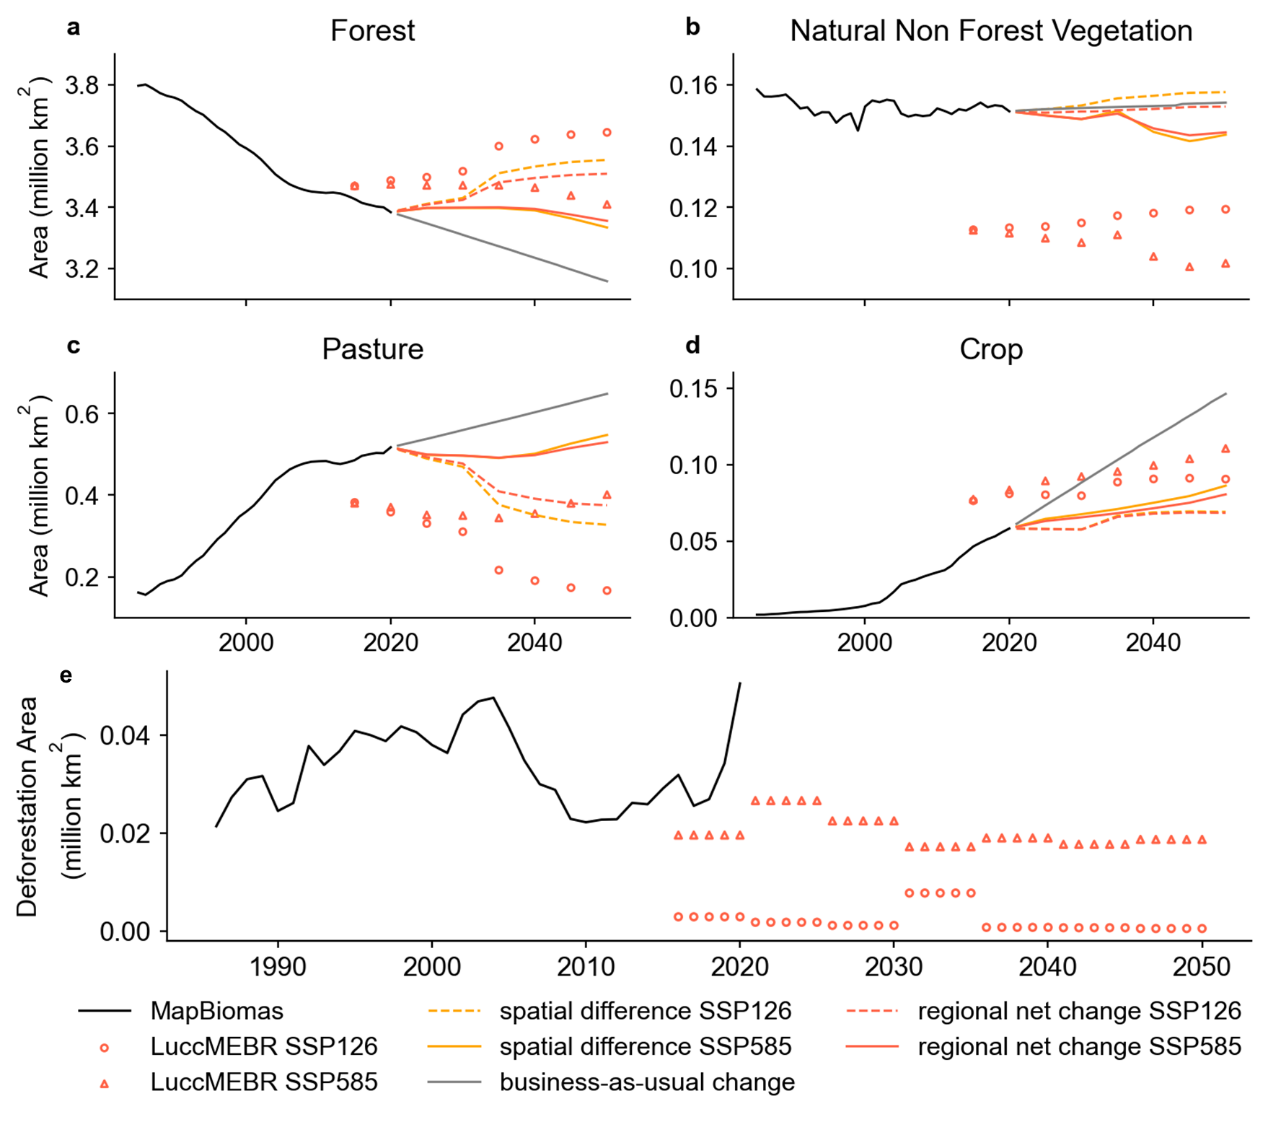 a Forest
Area (million km²)
3.8
3.6
3.4
3.2
b Natural Non Forest Vegetation
0.16
0.14
0.12
0.10
c Pasture
Area (million km²)
0.6
0.4
0.2
2000 2020 2040
d Crop
0.15
0.10
0.05
0.00
2000 2020 2040
e
Deforestation Area
(million km²)
0.04
0.02
0.00
1990 2000 2010 2020 2030 2040 2050
MapBiomas
LuccMEBR SSP126
LuccMEBR SSP585
spatial difference SSP126
spatial difference SSP585
business-as-usual change
regional net change SSP126
regional net change SSP585